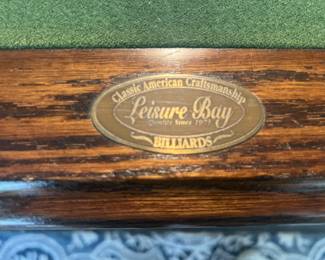 Classic American Craftsmanship
Leisure Bay
Quality Since 1971
BILLIARDS